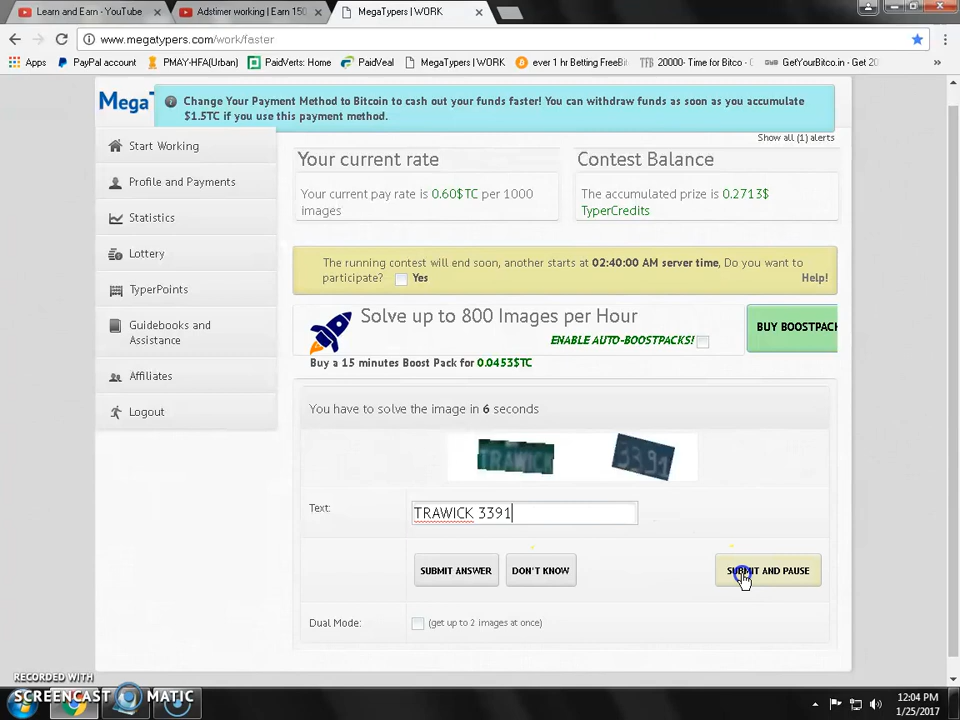 Learn and Earn - YouTube
Adstimer working | Earn 150
MegaTypers | WORK
www.megatypers.com/work/faster
Apps
PayPal account
PMAY-HFA(Urban)
PaidVerts: Home
PaidVeal
MegaTypers | WORK
ever 1 hr Betting FreeBi
20000- Time for Bitco
GetYourBitco.in - Get 20
MegaT
Change Your Payment Method to Bitcoin to cash out your funds faster! You can withdraw funds as soon as you accumulate
$1.5TC if you use this payment method.
Show all (1) alerts
Start Working
Profile and Payments
Statistics
Lottery
TyperPoints
Guidebooks and
Assistance
Affiliates
Logout
Your current rate
Your current pay rate is 0.60$TC per 1000
images
Contest Balance
The accumulated prize is 0.2713$
TyperCredits
The running contest will end soon, another starts at 02:40:00 AM server time, Do you want to
participate? Yes
Help!
Solve up to 800 Images per Hour
ENABLE AUTO-BOOSTPACKS!
BUY BOOSTPACK
Buy a 15 minutes Boost Pack for 0.0453$TC
You have to solve the image in 6 seconds
TRAWICK 3391
Text:
TRAWICK 3391
SUBMIT ANSWER
DON'T KNOW
SUBMIT AND PAUSE
Dual Mode:
(get up to 2 images at once)
RECORDED WITH
SCREENCAST MATIC
12:04 PM
1/25/2017